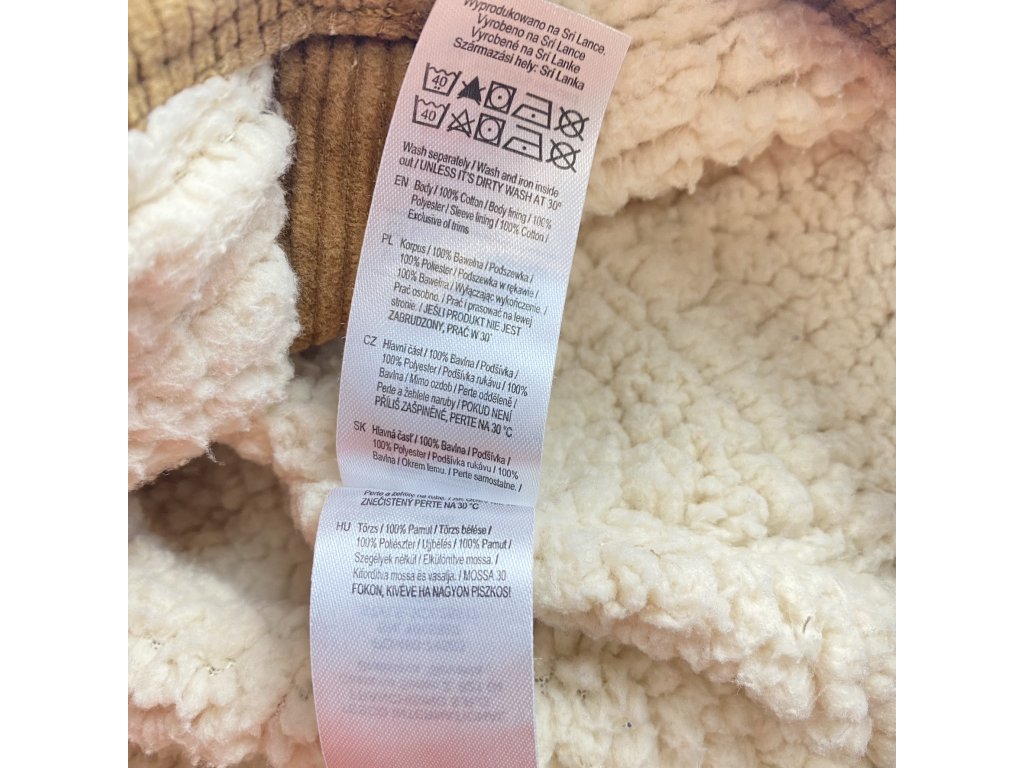 Wyprodukowano na Sri Lance.
Vyrobeno na Srí Lance
Vyrobené na Srí Lanke
Származási hely: Srí Lanka
40
40
Wash separately / Wash and iron inside
out / UNLESS IT'S DIRTY WASH AT 30°
EN Body / 100% Cotton / Body lining / 100%
Polyester / Sleeve lining / 100% Cotton /
Exclusive of trims
PL Korpus / 100% Bawełna / Podszewka /
100% Poliester / Podszewka w rękawie /
100% Bawełna / Wyłączając wykończenie. /
Prać osobno. / Prać i prasować na lewej
stronie. / JEŚLI PRODUKT NIE JEST
ZABRUDZONY, PRAĆ W 30°
CZ Hlavní část / 100% Bavlna / Podšívka /
100% Polyester / Podšívka rukávu / 100%
Bavlna / Mimo ozdob / Perte odděleně /
Perte a žehlete naruby / POKUD NENÍ
PŘÍLIŠ ZAŠPINĚNÉ, PERTE NA 30 °C
SK Hlavná časť / 100% Bavlna / Podšívka /
100% Polyester / Podšívka rukávu / 100%
Bavlna / Okrem lemu. / Perte samostatne. /
Perte a žehlite na rube. /
ZNEČISTENÝ PERTE NA 30 °C
HU Törzs / 100% Pamut / Törzs bélése /
100% Poliészter / Ujbélés / 100% Pamut /
Szegélyek nélkül / Elkülönítve mossa. /
Kifordítva mossa és vasalja. / MOSSA 30
FOKON, KIVÉVE HA NAGYON PISZKOS!